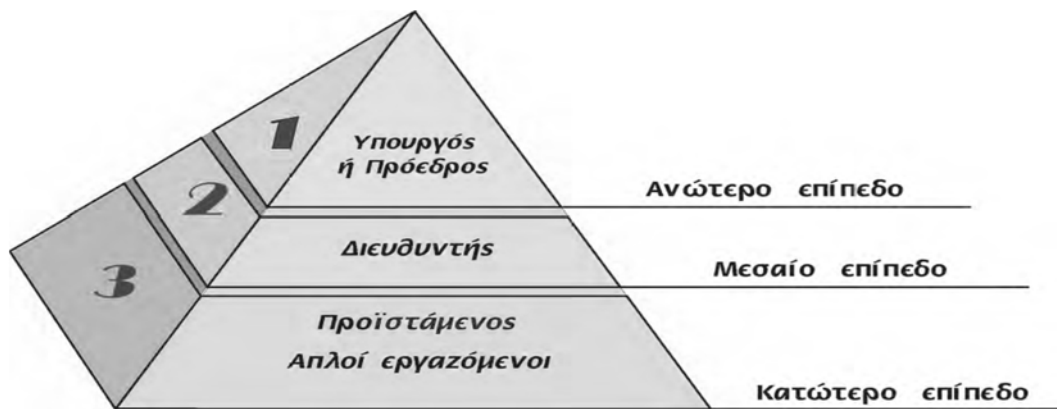 1
Υπουργός
ή Πρόεδρος
Ανώτερο επίπεδο
2
Διευθυντής
Μεσαίο επίπεδο
3
Προϊστάμενος
Απλοί εργαζόμενοι
Κατώτερο επίπεδο